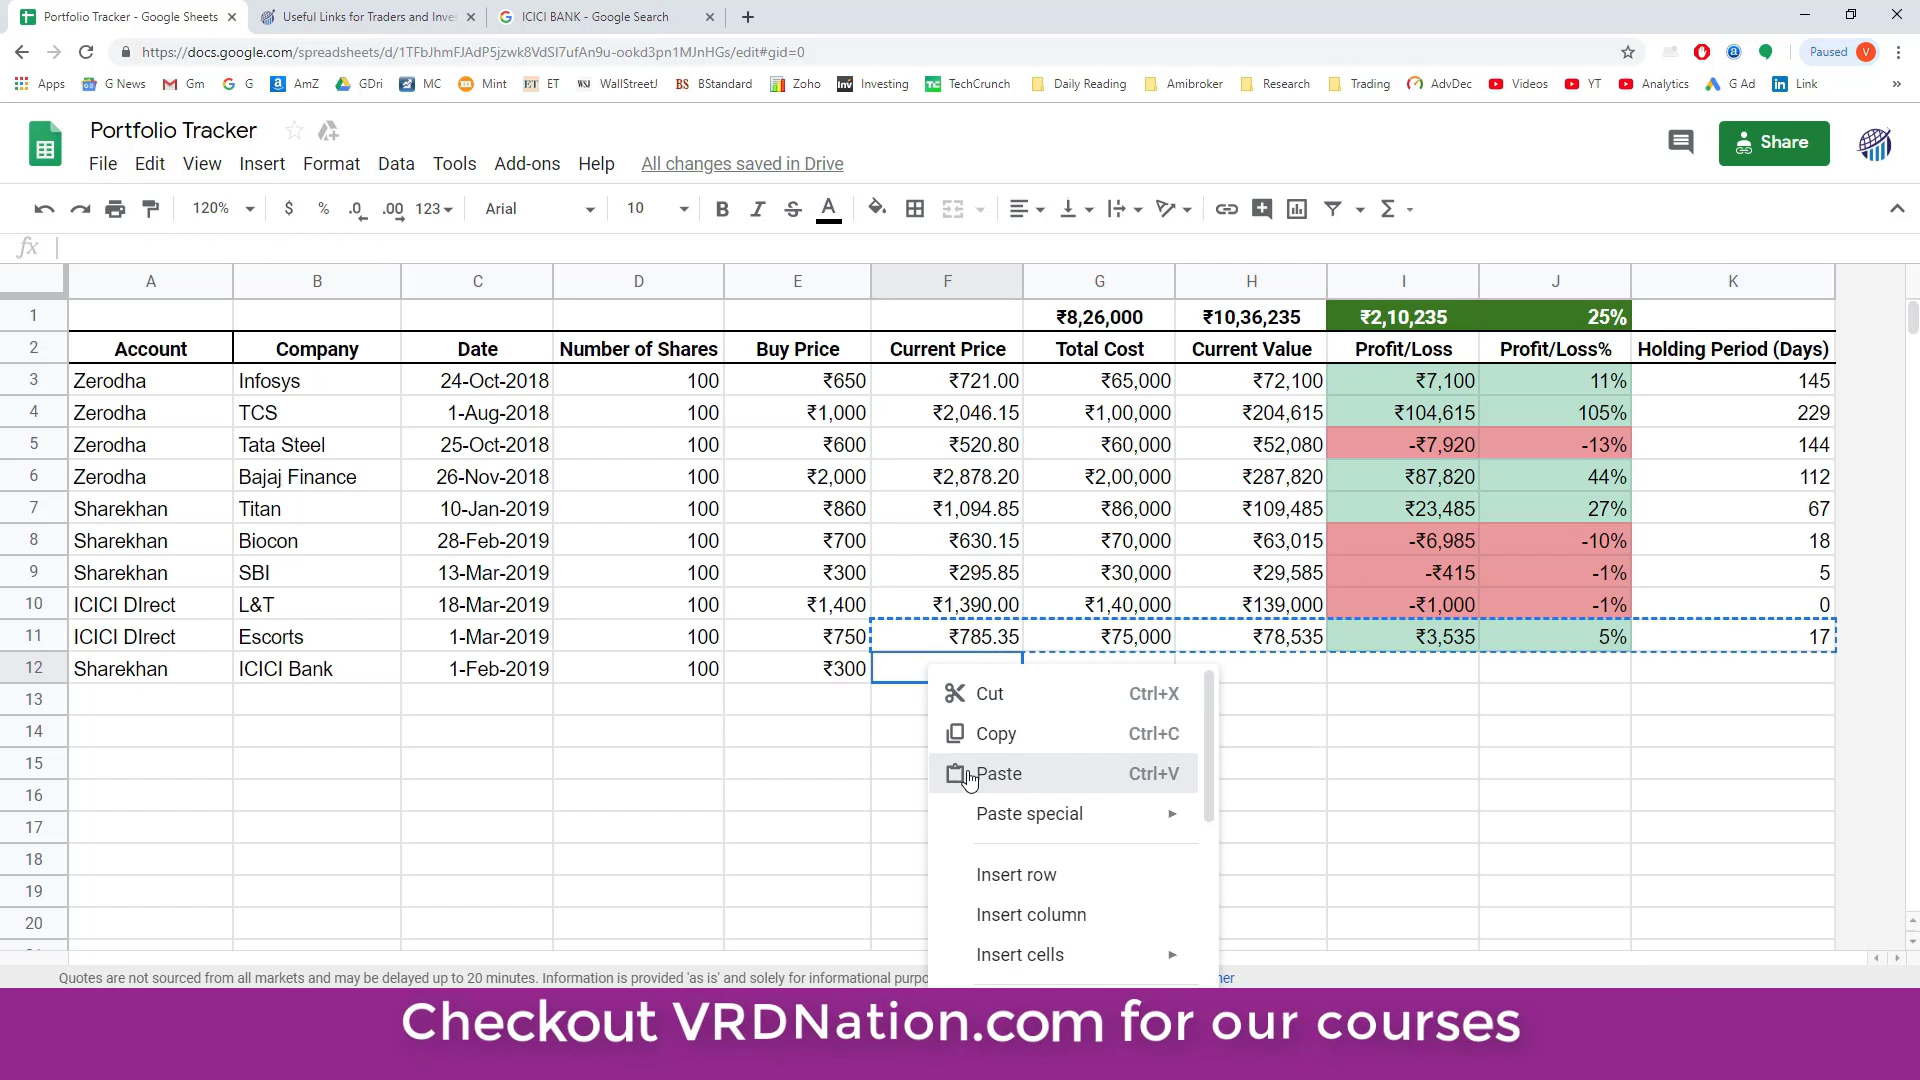 Portfolio Tracker - Google Sheets Useful Links for Traders and Inve ICICI BANK - Google Search
https://docs.google.com/spreadsheets/d/1TFbJhmFJAdP5jzwk8VdSI7ufAn9u-ookd3pn1MJnHGs/edit#gid=0 Paused V
Apps G News Gm G AmZ GDri MC Mint ET ET WSJ WallStreetJ BS BStandard Zoho Inv Investing TechCrunch Daily Reading Amibroker Research Trading AdvDec Videos YT Analytics G Ad Link »
Portfolio Tracker
File Edit View Insert Format Data Tools Add-ons Help All changes saved in Drive Share
120% $ % .0 .00 123 Arial 10 B I S A Σ
fx
A B C D E F G H I J K
1 ₹8,26,000 ₹10,36,235 ₹2,10,235 25%
2 Account Company Date Number of Shares Buy Price Current Price Total Cost Current Value Profit/Loss Profit/Loss% Holding Period (Days)
3 Zerodha Infosys 24-Oct-2018 100 ₹650 ₹721.00 ₹65,000 ₹72,100 ₹7,100 11% 145
4 Zerodha TCS 1-Aug-2018 100 ₹1,000 ₹2,046.15 ₹1,00,000 ₹204,615 ₹104,615 105% 229
5 Zerodha Tata Steel 25-Oct-2018 100 ₹600 ₹520.80 ₹60,000 ₹52,080 -₹7,920 -13% 144
6 Zerodha Bajaj Finance 26-Nov-2018 100 ₹2,000 ₹2,878.20 ₹2,00,000 ₹287,820 ₹87,820 44% 112
7 Sharekhan Titan 10-Jan-2019 100 ₹860 ₹1,094.85 ₹86,000 ₹109,485 ₹23,485 27% 67
8 Sharekhan Biocon 28-Feb-2019 100 ₹700 ₹630.15 ₹70,000 ₹63,015 -₹6,985 -10% 18
9 Sharekhan SBI 13-Mar-2019 100 ₹300 ₹295.85 ₹30,000 ₹29,585 -₹415 -1% 5
10 ICICI DIrect L&T 18-Mar-2019 100 ₹1,400 ₹1,390.00 ₹1,40,000 ₹139,000 -₹1,000 -1% 0
11 ICICI DIrect Escorts 1-Mar-2019 100 ₹750 ₹785.35 ₹75,000 ₹78,535 ₹3,535 5% 17
12 Sharekhan ICICI Bank 1-Feb-2019 100 ₹300
Cut Ctrl+X
13
14 Copy Ctrl+C
15 Paste Ctrl+V
16 Paste special
17
18 Insert row
19 Insert column
20
Insert cells
Quotes are not sourced from all markets and may be delayed up to 20 minutes. Information is provided 'as is' and solely for informational purpo ner
Checkout VRDNation.com for our courses